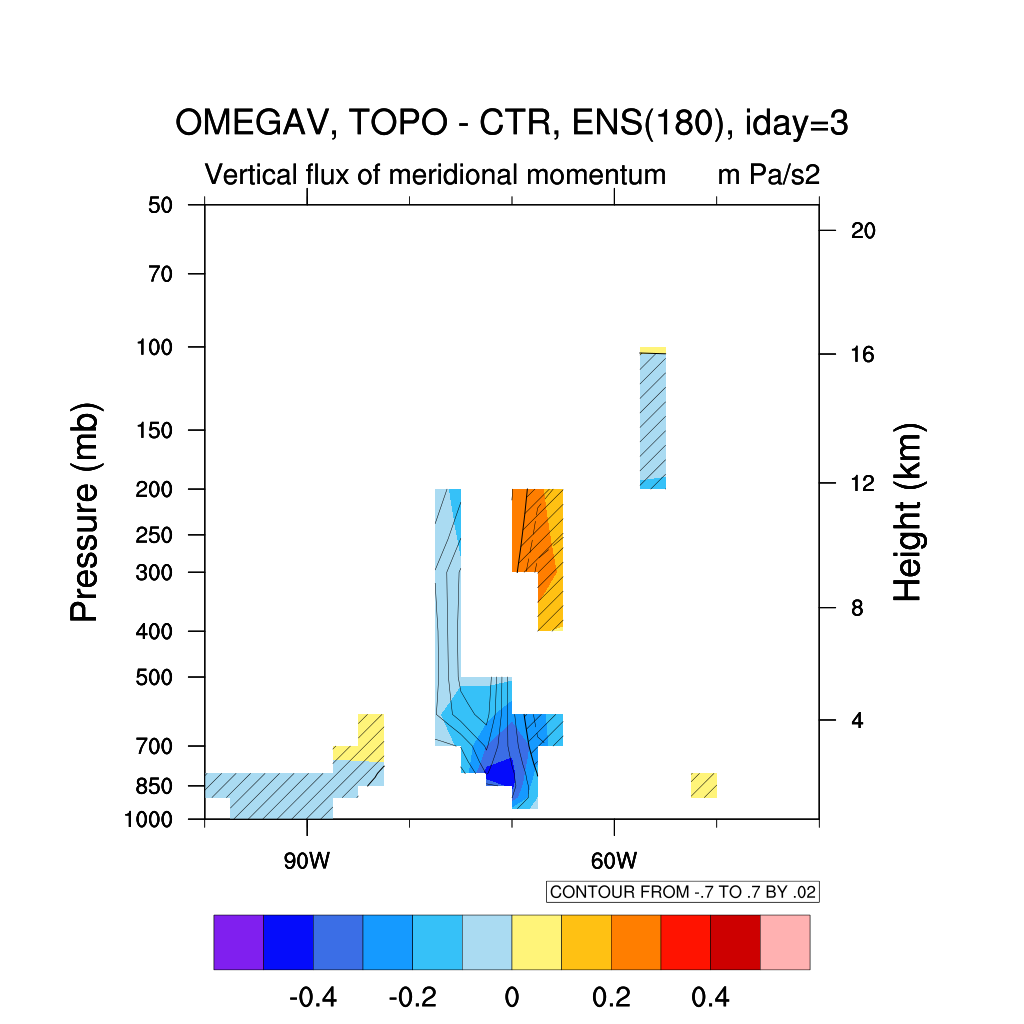 OMEGAV, TOPO - CTR, ENS(180), iday=3
Vertical flux of meridional momentum m Pa/s2
50
70
100
150
200
250
300
400
500
700
850
1000
Pressure (mb)
20
16
12
8
4
Height (km)
90W 60W
CONTOUR FROM -.7 TO .7 BY .02
-0.4 -0.2 0 0.2 0.4